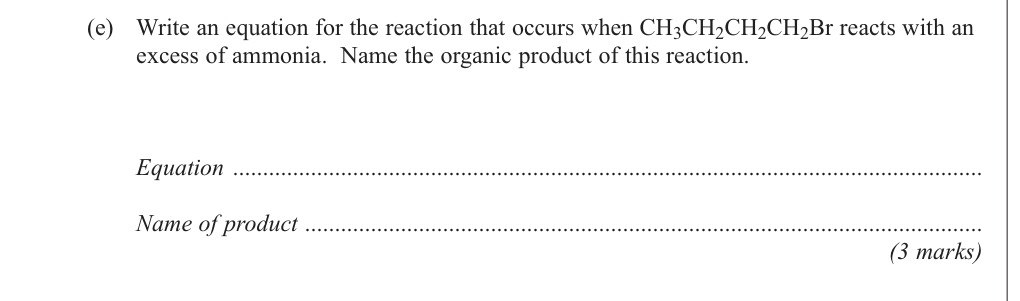 (e) Write an equation for the reaction that occurs when CH₃CH₂CH₂CH₂Br reacts with an
excess of ammonia. Name the organic product of this reaction.
Equation ..............................................................................................................................
Name of product .................................................................................................................
(3 marks)